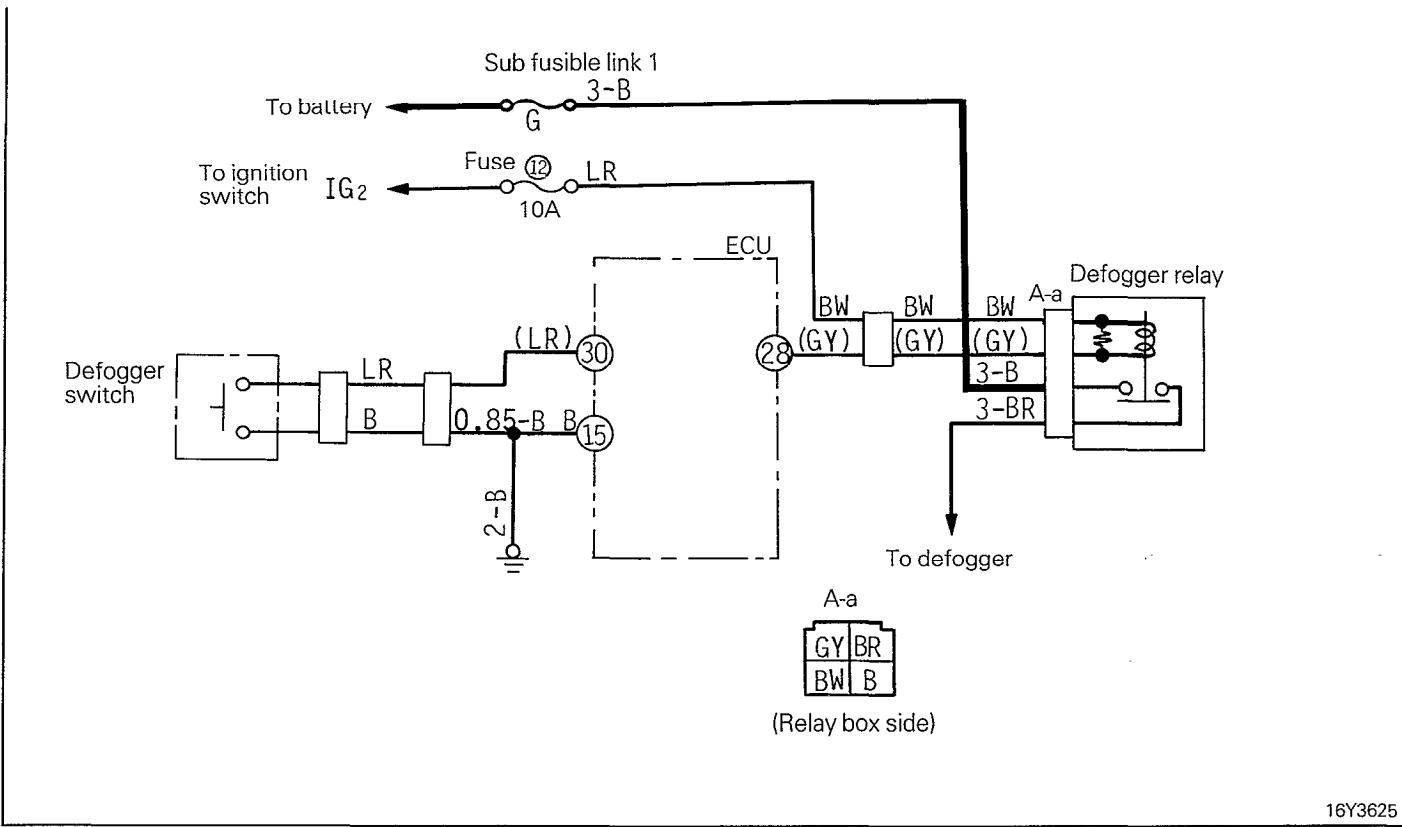 Sub fusible link 1
To battery
3-B
G
To ignition
switch
IG2
Fuse ⑫
LR
10A
ECU
Defogger relay
A-a
BW
BW
BW
(GY)
(GY)
(GY)
(LR)
30
28
3-B
3-BR
Defogger
switch
LR
B
0.85-B
B
15
2-B
To defogger
A-a
GY BR
BW B
(Relay box side)
16Y3625